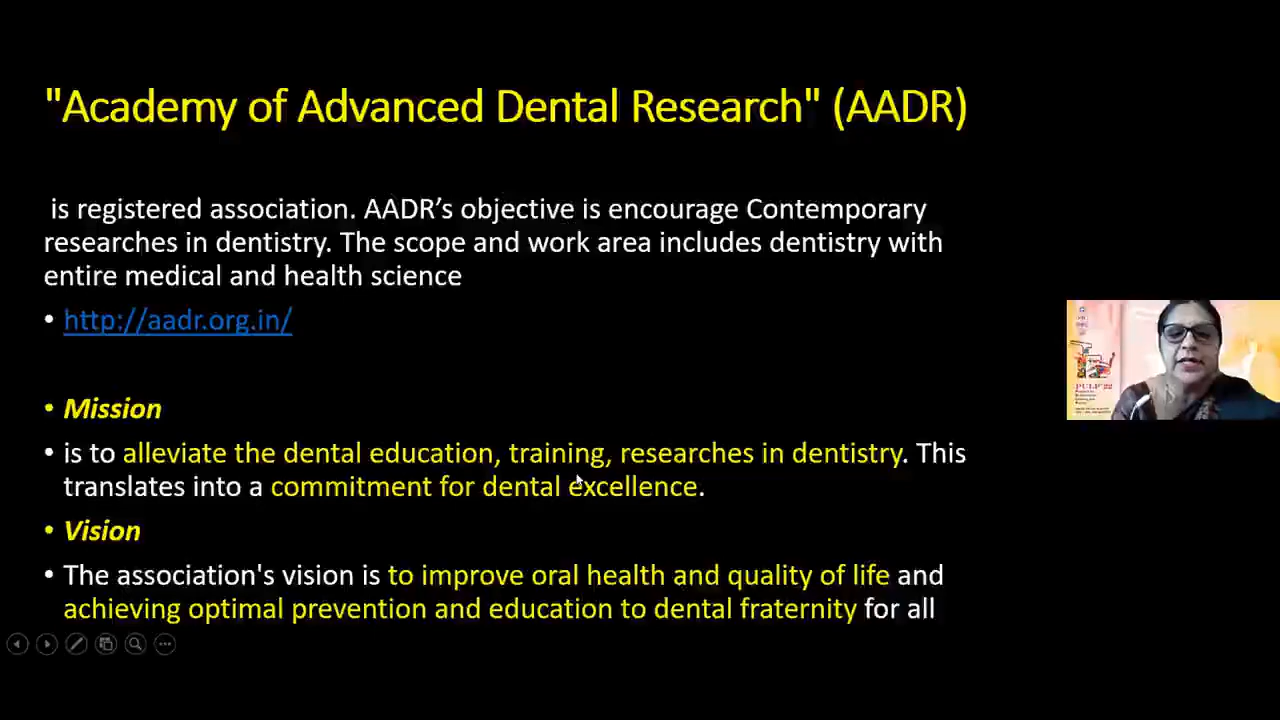 "Academy of Advanced Dental Research" (AADR)
is registered association. AADR’s objective is encourage Contemporary
researches in dentistry. The scope and work area includes dentistry with
entire medical and health science
• http://aadr.org.in/
• Mission
• is to alleviate the dental education, training, researches in dentistry. This
translates into a commitment for dental excellence.
• Vision
• The association's vision is to improve oral health and quality of life and
achieving optimal prevention and education to dental fraternity for all
PULP'22